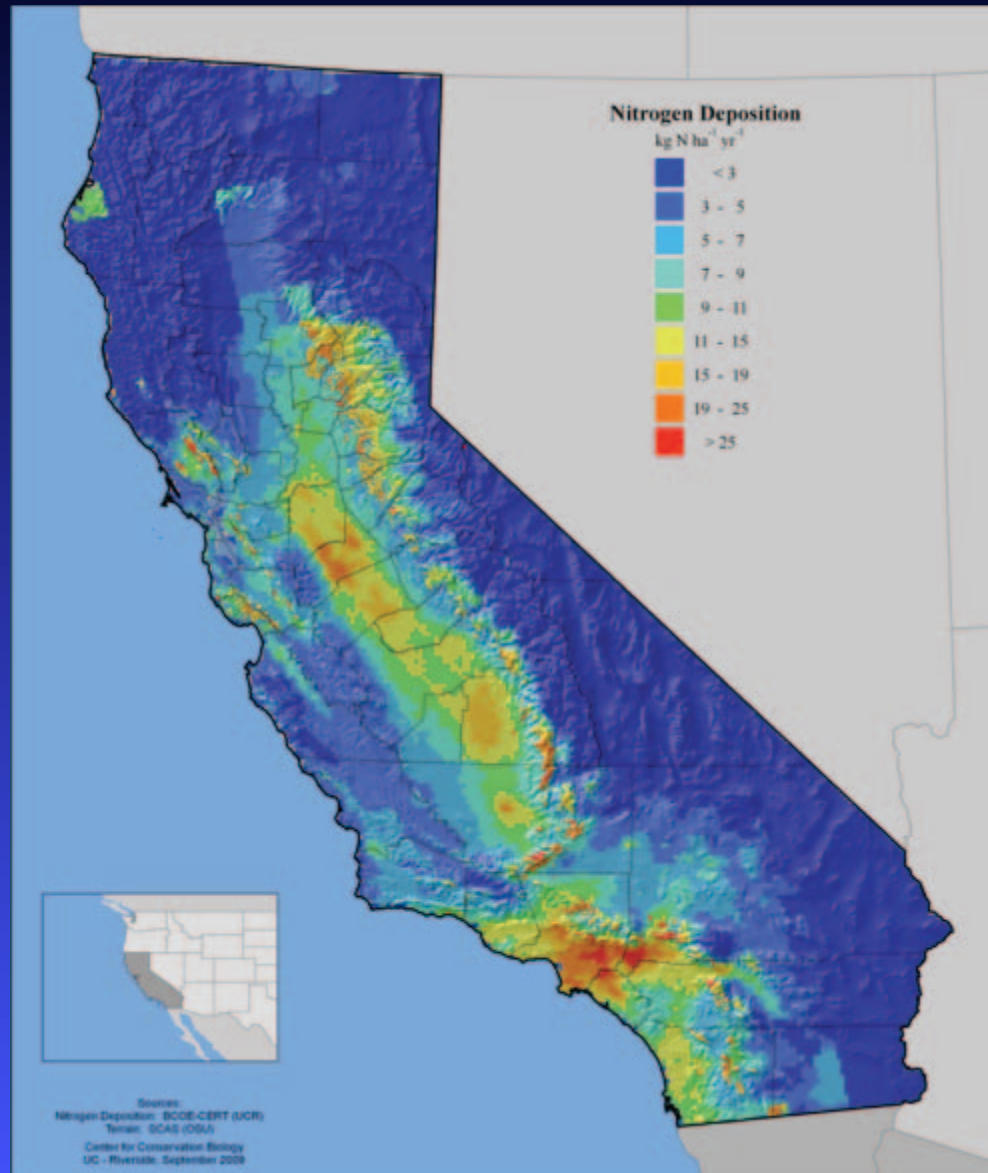 Nitrogen Deposition
kg N ha⁻¹ yr⁻¹
< 3
3 - 5
5 - 7
7 - 9
9 - 11
11 - 15
15 - 19
19 - 25
> 25
Sources:
Nitrogen Deposition: BCOE-CERT (UCR)
Terrain: SCAS (OSU)
Center for Conservation Biology
UC - Riverside, September 2009